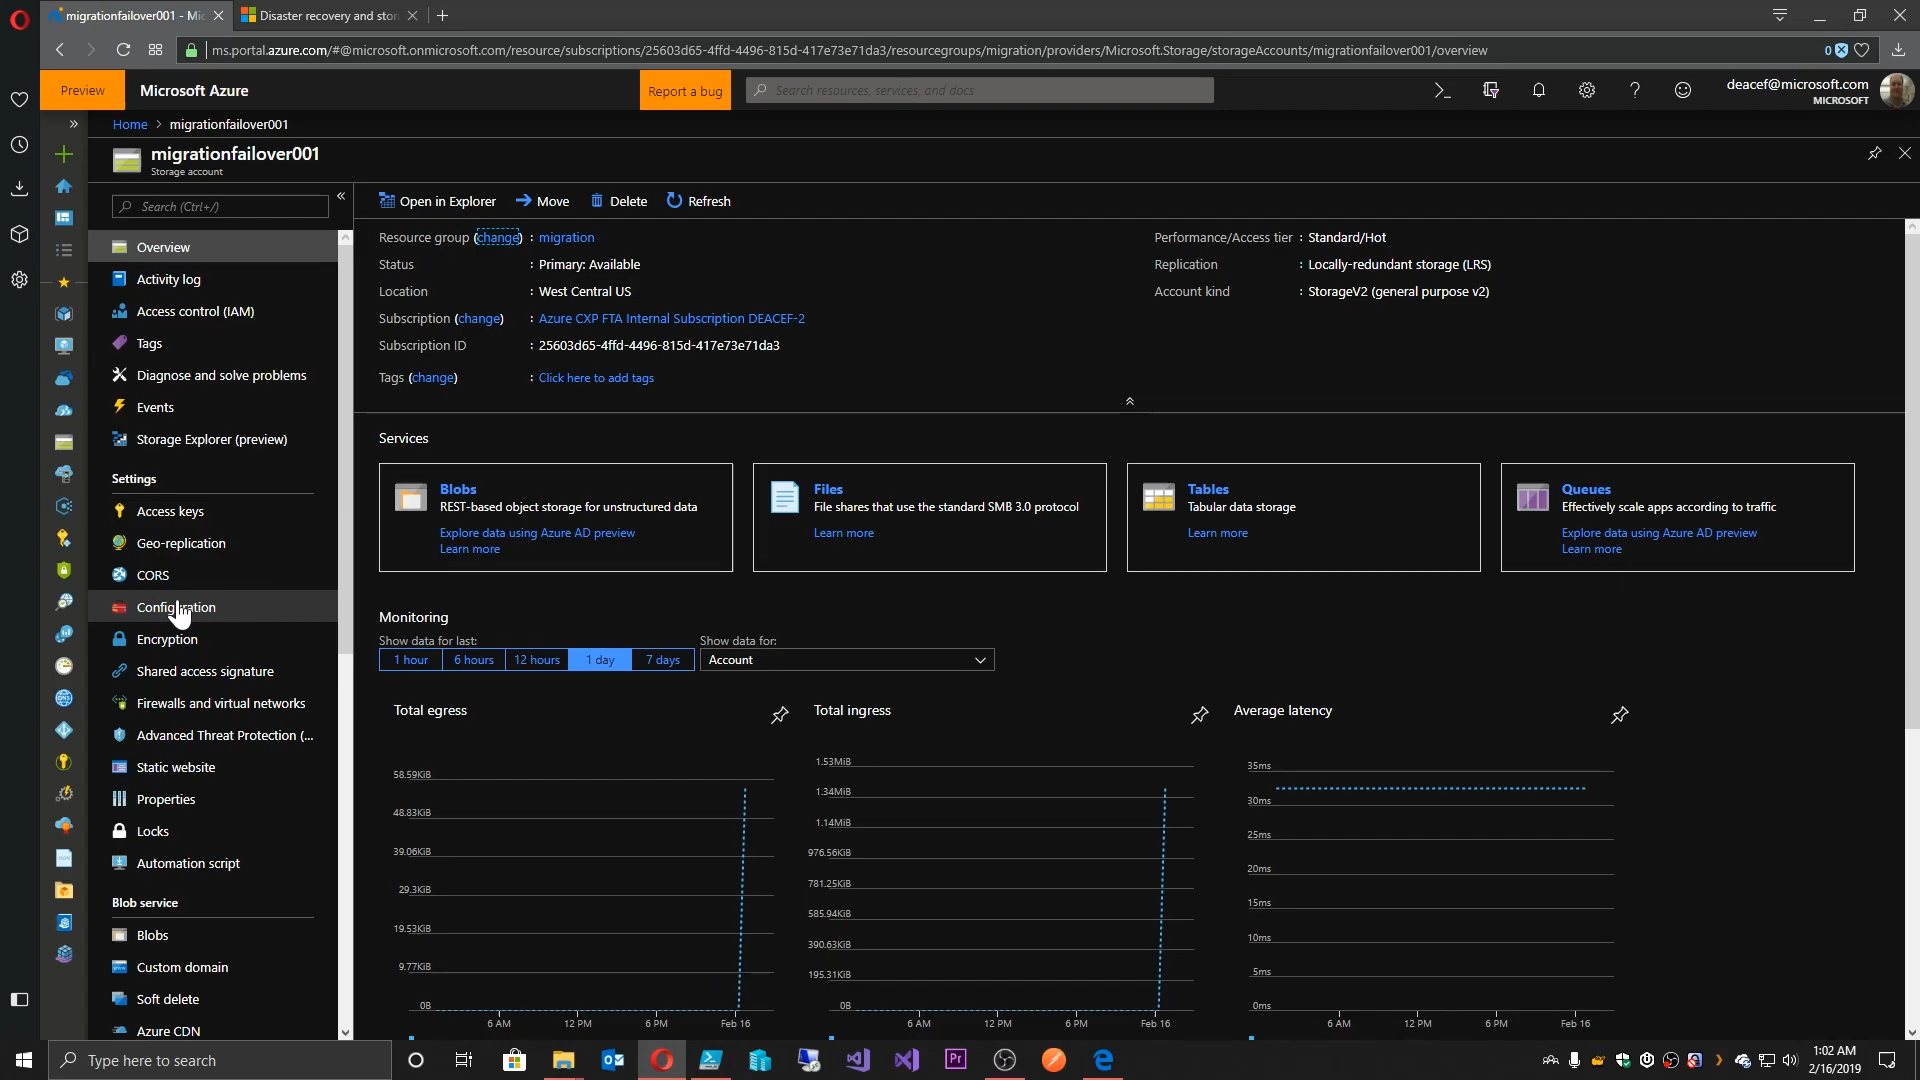 migrationfailover001 - Mic
Disaster recovery and stor
ms.portal.azure.com/#@microsoft.onmicrosoft.com/resource/subscriptions/25603d65-4ffd-4496-815d-417e73e71da3/resourcegroups/migration/providers/Microsoft.Storage/storageAccounts/migrationfailover001/overview
0
Preview
Microsoft Azure
Report a bug
Search resources, services, and docs
deacef@microsoft.com
MICROSOFT
Home > migrationfailover001
migrationfailover001
Storage account
Search (Ctrl+/)
Overview
Activity log
Access control (IAM)
Tags
Diagnose and solve problems
Events
Storage Explorer (preview)
Settings
Access keys
Geo-replication
CORS
Configuration
Encryption
Shared access signature
Firewalls and virtual networks
Advanced Threat Protection (...
Static website
Properties
Locks
Automation script
Blob service
Blobs
Custom domain
Soft delete
Azure CDN
Open in Explorer
Move
Delete
Refresh
Resource group (change) : migration
Status : Primary: Available
Location : West Central US
Subscription (change) : Azure CXP FTA Internal Subscription DEACEF-2
Subscription ID : 25603d65-4ffd-4496-815d-417e73e71da3
Tags (change) : Click here to add tags
Performance/Access tier : Standard/Hot
Replication : Locally-redundant storage (LRS)
Account kind : StorageV2 (general purpose v2)
Services
Blobs
REST-based object storage for unstructured data
Explore data using Azure AD preview
Learn more
Files
File shares that use the standard SMB 3.0 protocol
Learn more
Tables
Tabular data storage
Learn more
Queues
Effectively scale apps according to traffic
Explore data using Azure AD preview
Learn more
Monitoring
Show data for last:
1 hour
6 hours
12 hours
1 day
7 days
Show data for:
Account
Total egress
58.59KiB
48.83KiB
39.06KiB
29.3KiB
19.53KiB
9.77KiB
0B
6 AM
12 PM
6 PM
Feb 16
Total ingress
1.53MiB
1.34MiB
1.14MiB
976.56KiB
781.25KiB
585.94KiB
390.63KiB
195.31KiB
0B
6 AM
12 PM
6 PM
Feb 16
Average latency
35ms
30ms
25ms
20ms
15ms
10ms
5ms
0ms
6 AM
12 PM
6 PM
Feb 16
Type here to search
Pr
1:02 AM
2/16/2019